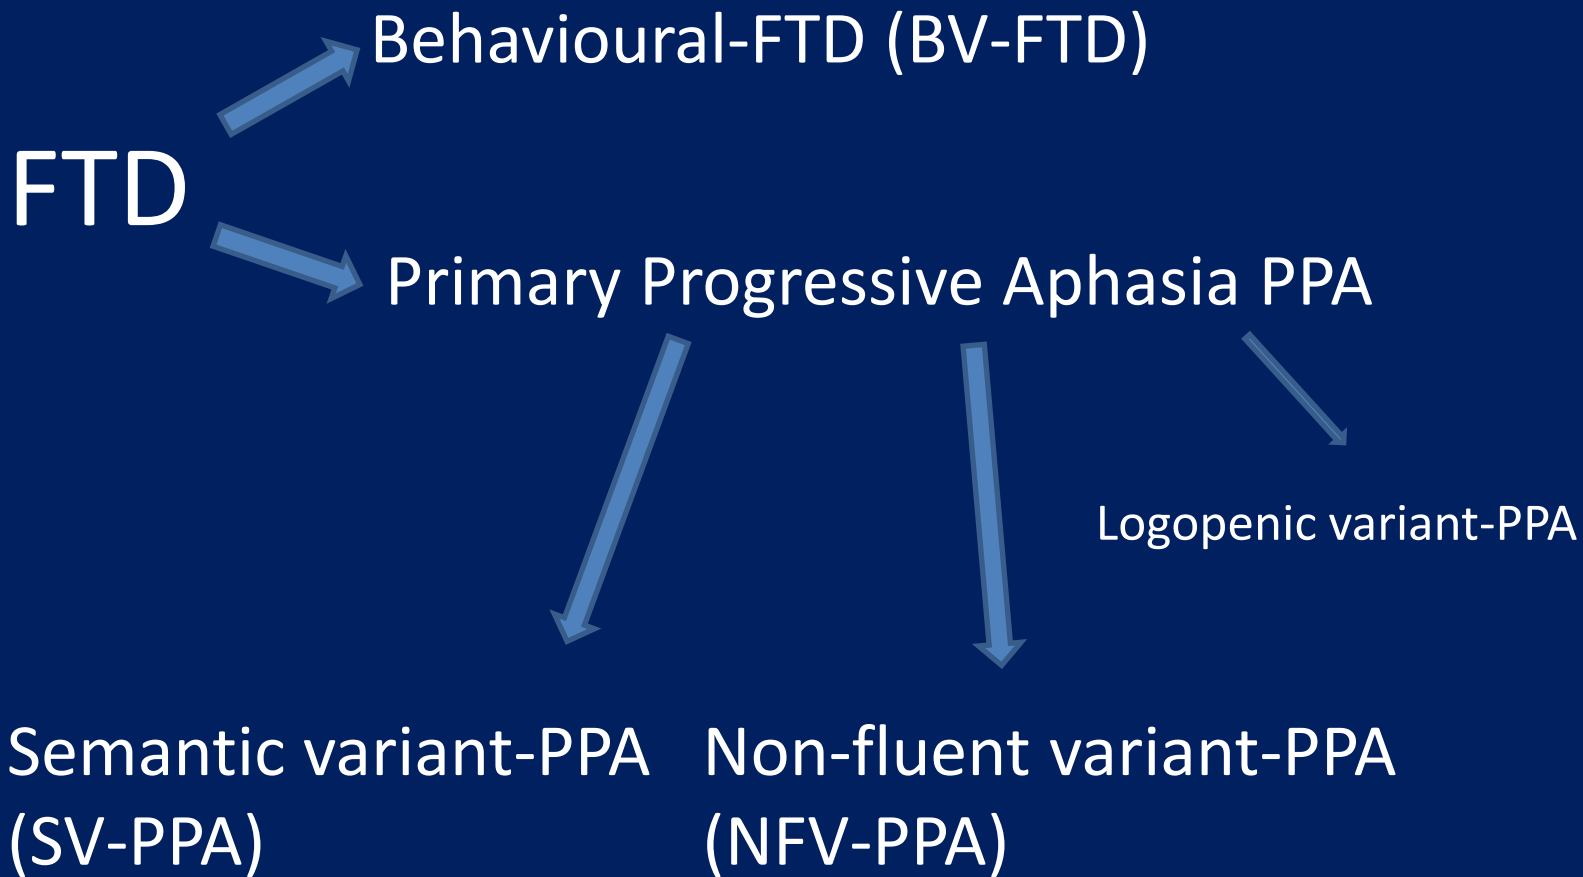 Behavioural-FTD (BV-FTD)
FTD
Primary Progressive Aphasia PPA
Logopenic variant-PPA
Semantic variant-PPA
(SV-PPA)
Non-fluent variant-PPA
(NFV-PPA)